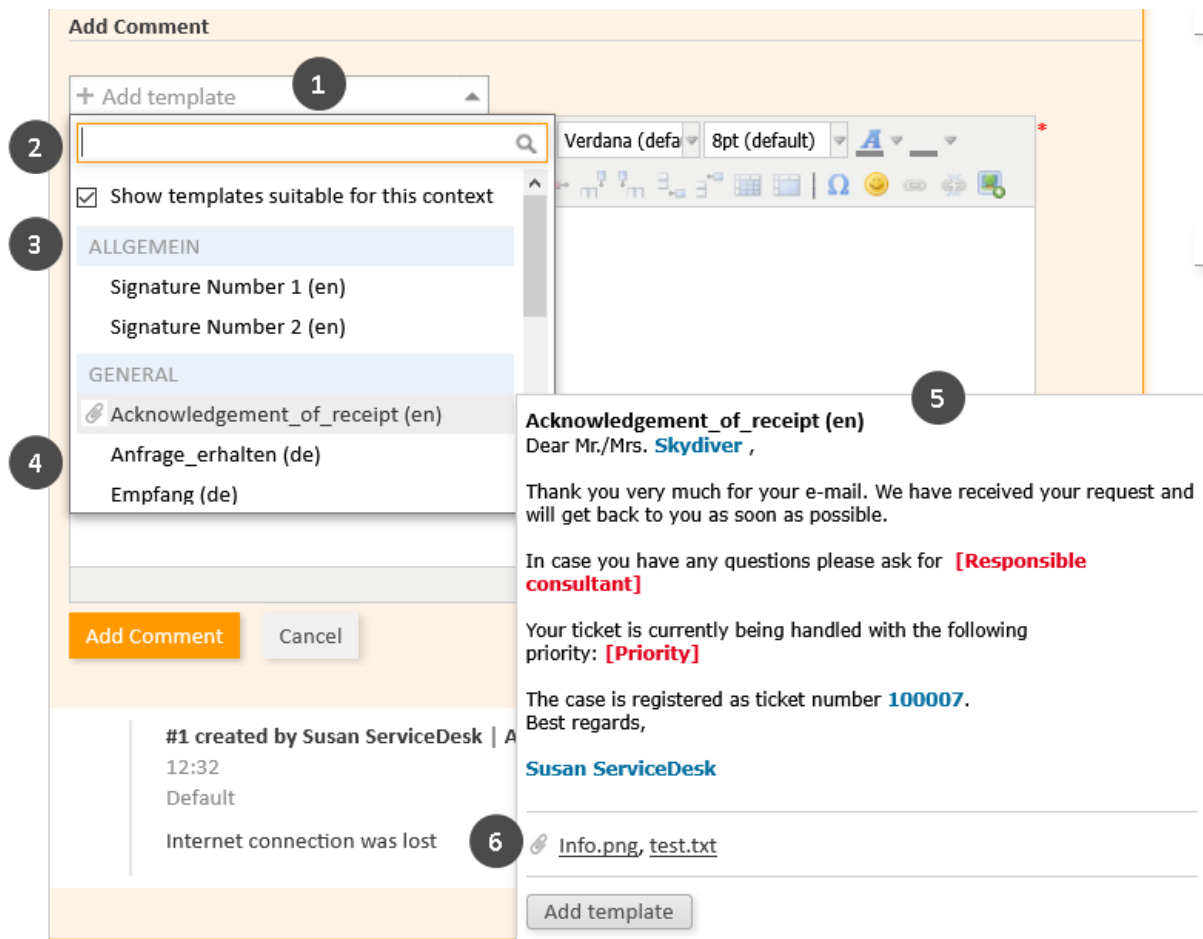 Add Comment
1
+ Add template
2
Verdana (defa
8pt (default)
A
*
Show templates suitable for this context
Ω
3
ALLGEMEIN
Signature Number 1 (en)
Signature Number 2 (en)
GENERAL
Acknowledgement_of_receipt (en)
4
Anfrage_erhalten (de)
Empfang (de)
5
Acknowledgement_of_receipt (en)
Dear Mr./Mrs. Skydiver ,
Thank you very much for your e-mail. We have received your request and
will get back to you as soon as possible.
In case you have any questions please ask for [Responsible
consultant]
Your ticket is currently being handled with the following
priority: [Priority]
The case is registered as ticket number 100007.
Best regards,
Susan ServiceDesk
6
Info.png, test.txt
Add template
Add Comment
Cancel
#1 created by Susan ServiceDesk | A
12:32
Default
Internet connection was lost